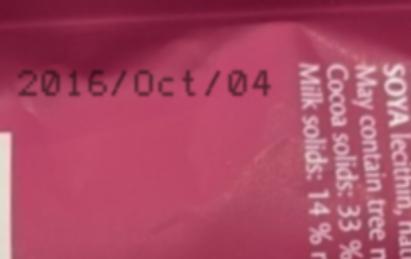 2016/Oct/04
SOYA lecithin,
May contain tree
Cocoa solids: 33 %
Milk solids: 14 %